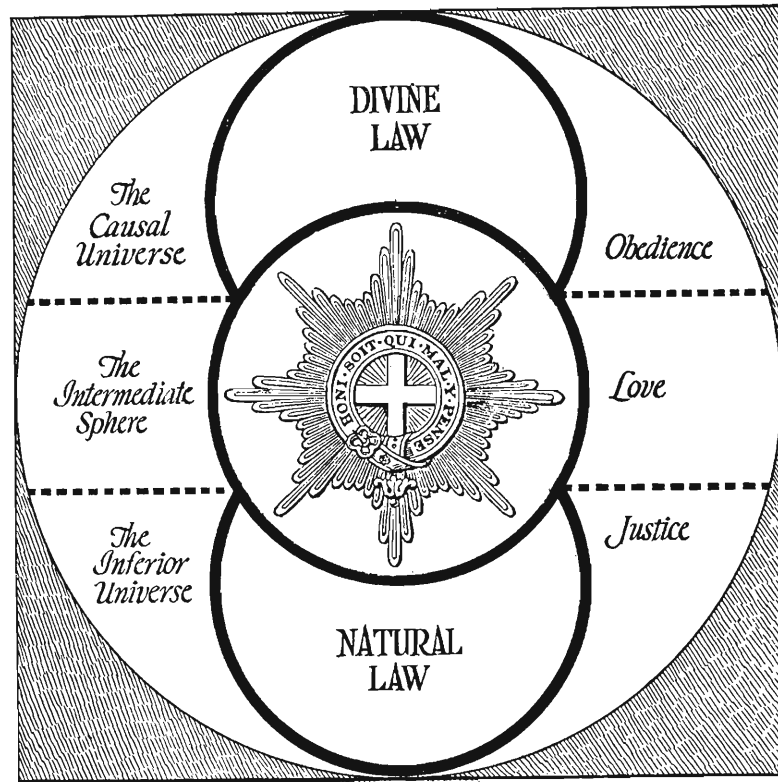 DIVINE
LAW
The
Causal
Universe
Obedience
HONI·SOIT·QUI·MAL·Y·PENSE
The
Intermediate
Sphere
Love
The
Inferior
Universe
Justice
NATURAL
LAW